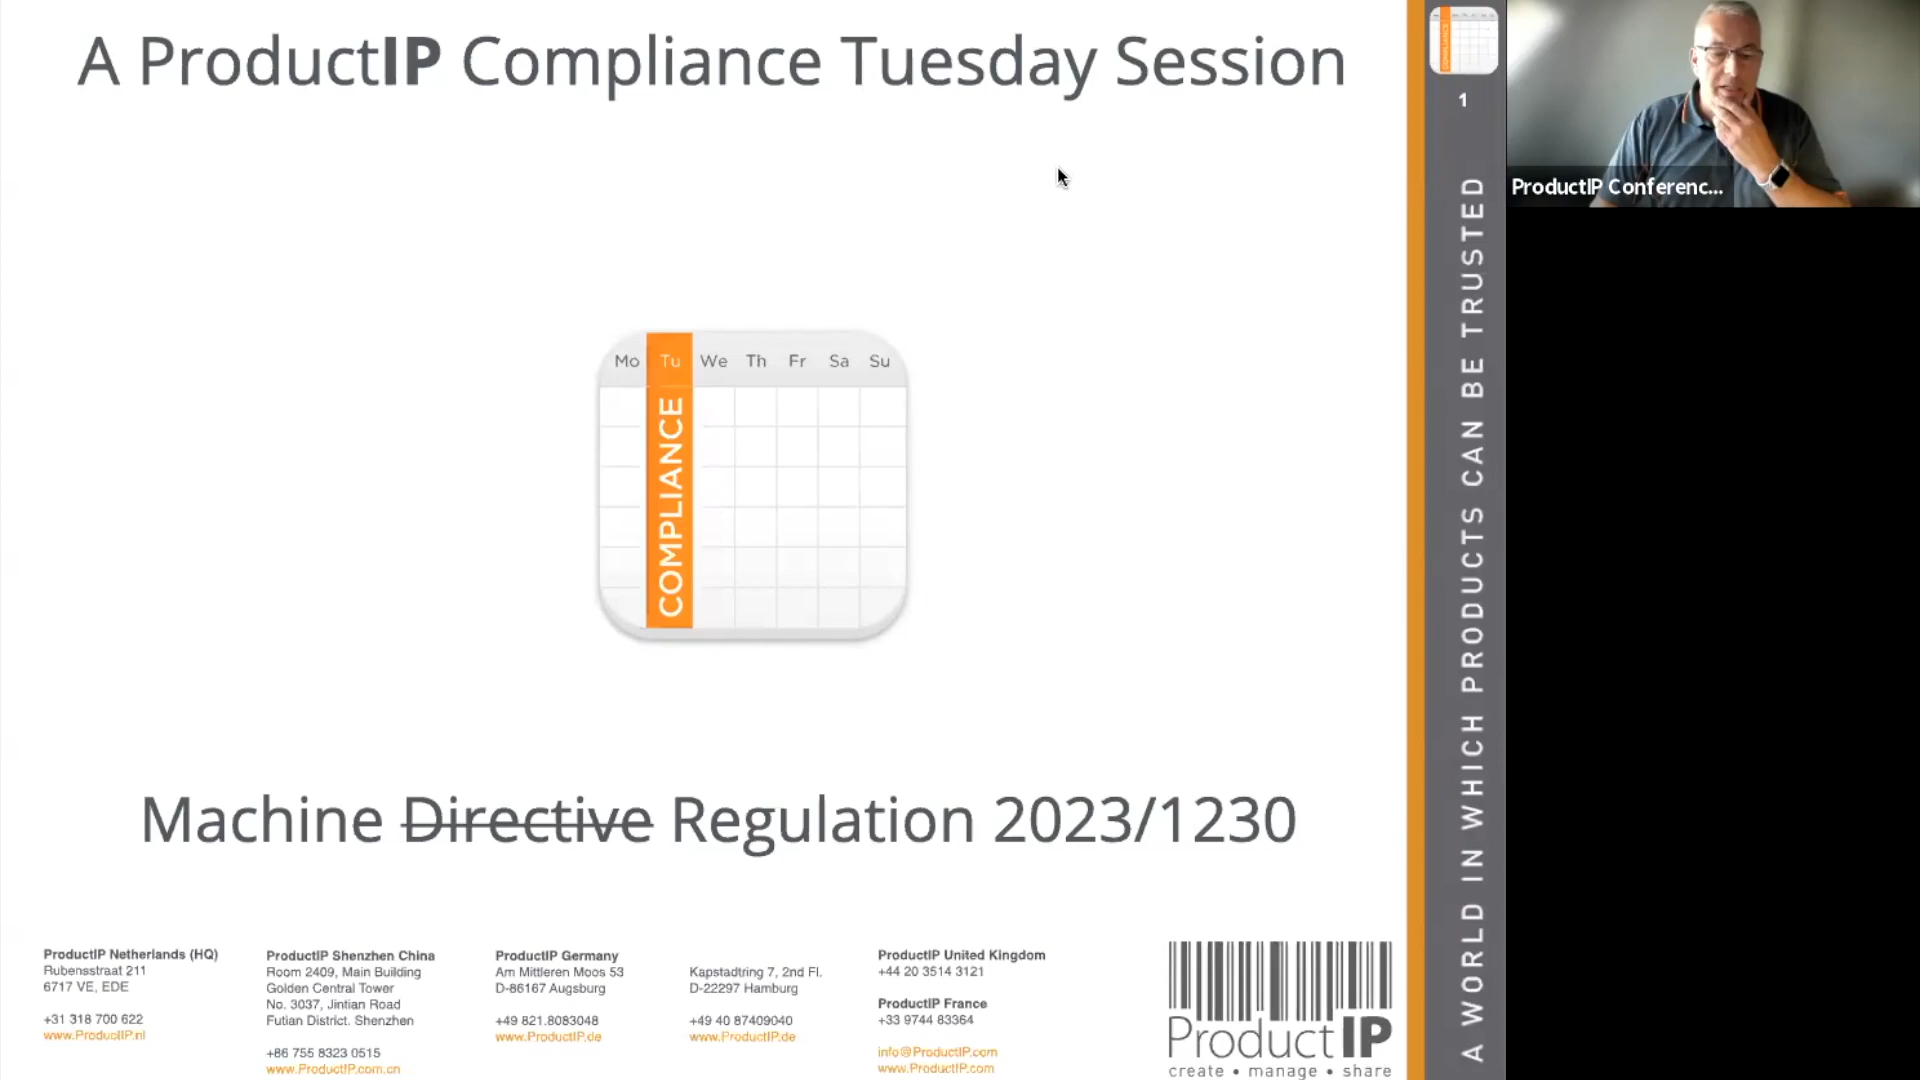 A ProductIP Compliance Tuesday Session
Mo Tu We Th Fr Sa Su
COMPLIANCE
Machine Directive Regulation 2023/1230
ProductIP Netherlands (HQ)
Rubensstraat 211
6717 VE, EDE
+31 318 700 622
www.ProductIP.nl
ProductIP Shenzhen China
Room 2409, Main Building
Golden Central Tower
No. 3037, Jintian Road
Futian District. Shenzhen
+86 755 8323 0515
www.ProductIP.com.cn
ProductIP Germany
Am Mittleren Moos 53
D-86167 Augsburg
+49 821.8083048
www.ProductIP.de
Kapstadtring 7, 2nd Fl.
D-22297 Hamburg
+49 40 87409040
www.ProductIP.de
ProductIP United Kingdom
+44 20 3514 3121
ProductIP France
+33 9744 83364
info@ProductIP.com
www.ProductIP.com
ProductIP
create • manage • share
COMPLIANCE
1
A WORLD IN WHICH PRODUCTS CAN BE TRUSTED
ProductIP Conferenc...